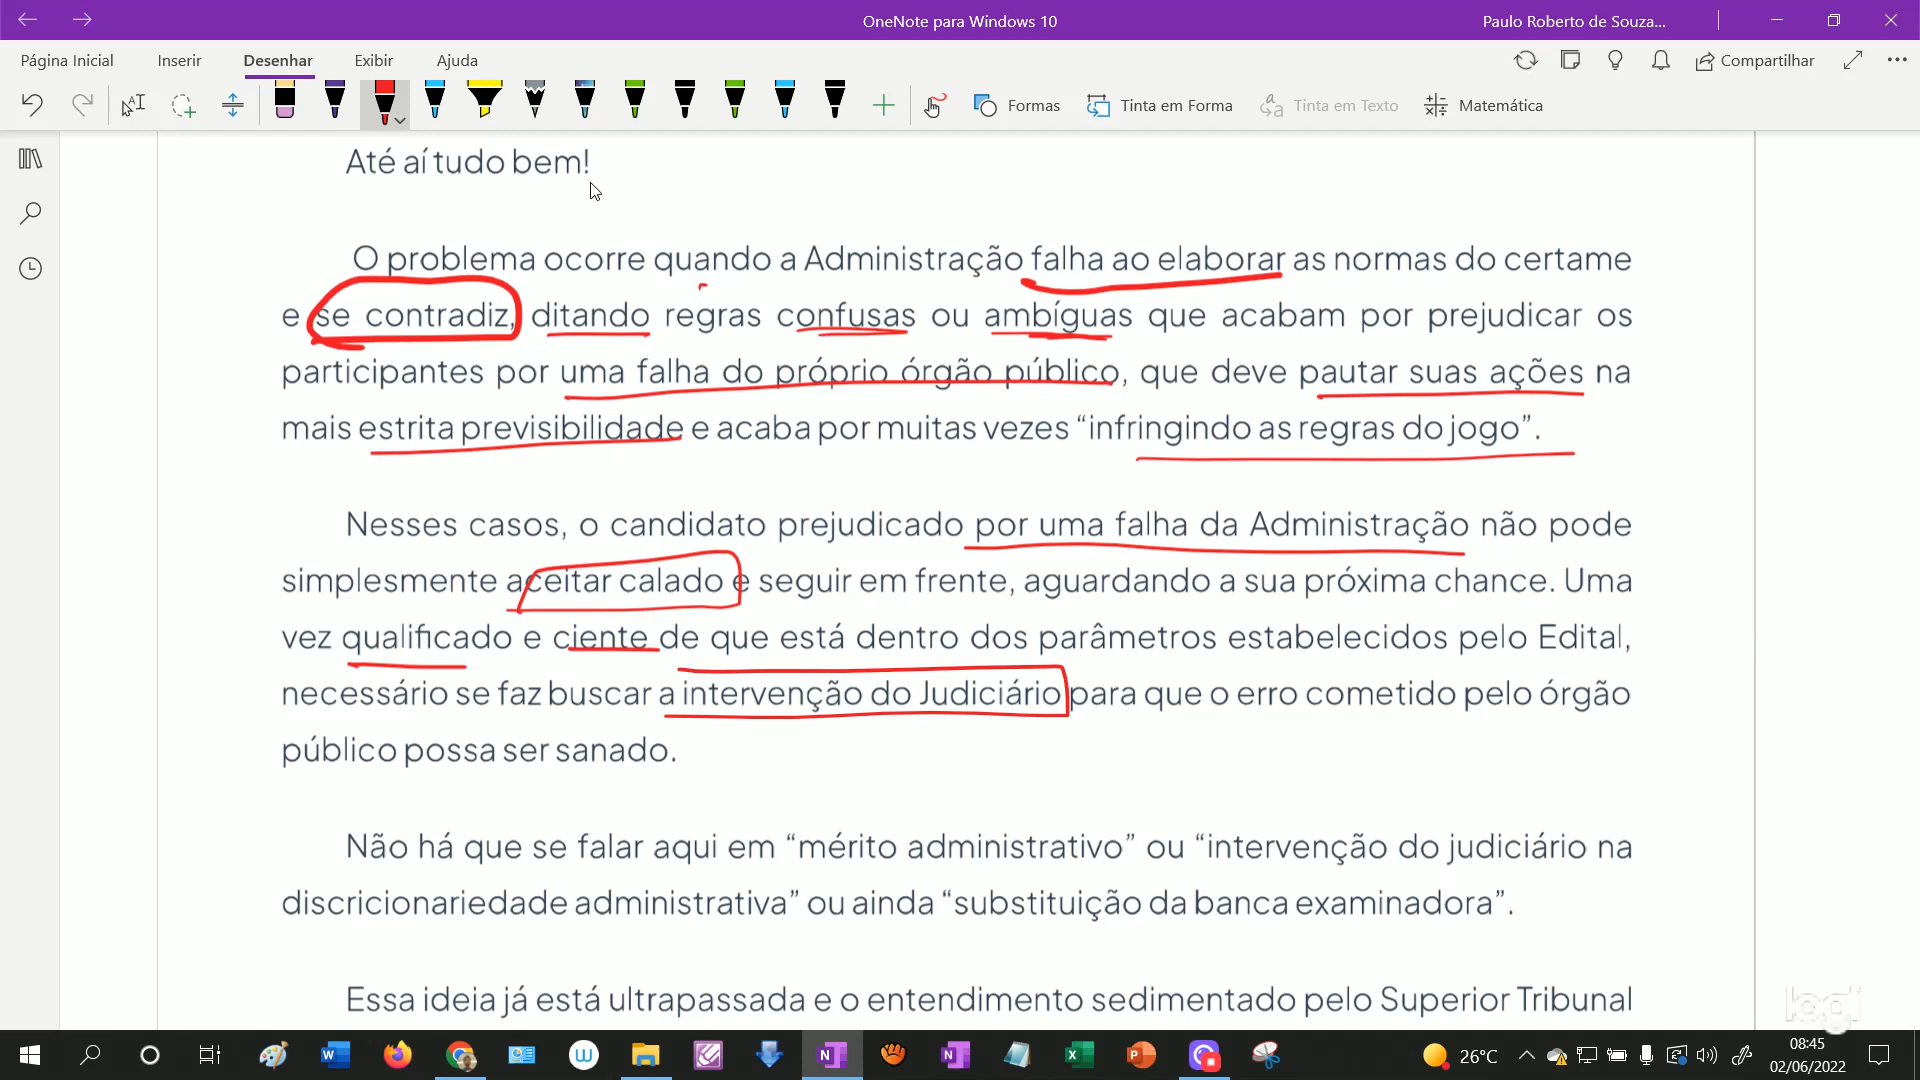 OneNote para Windows 10
Paulo Roberto de Souza...
Página Inicial
Inserir
Desenhar
Exibir
Ajuda
Compartilhar
Formas
Tinta em Forma
Tinta em Texto
Matemática
Até aí tudo bem!
O problema ocorre quando a Administração falha ao elaborar as normas do certame
e se contradiz, ditando regras confusas ou ambíguas que acabam por prejudicar os
participantes por uma falha do próprio órgão público, que deve pautar suas ações na
mais estrita previsibilidade e acaba por muitas vezes “infringindo as regras do jogo”.
Nesses casos, o candidato prejudicado por uma falha da Administração não pode
simplesmente aceitar calado e seguir em frente, aguardando a sua próxima chance. Uma
vez qualificado e ciente de que está dentro dos parâmetros estabelecidos pelo Edital,
necessário se faz buscar a intervenção do Judiciário para que o erro cometido pelo órgão
público possa ser sanado.
Não há que se falar aqui em “mérito administrativo” ou “intervenção do judiciário na
discricionariedade administrativa” ou ainda “substituição da banca examinadora”.
Essa ideia já está ultrapassada e o entendimento sedimentado pelo Superior Tribunal
logi
26°C
08:45
02/06/2022